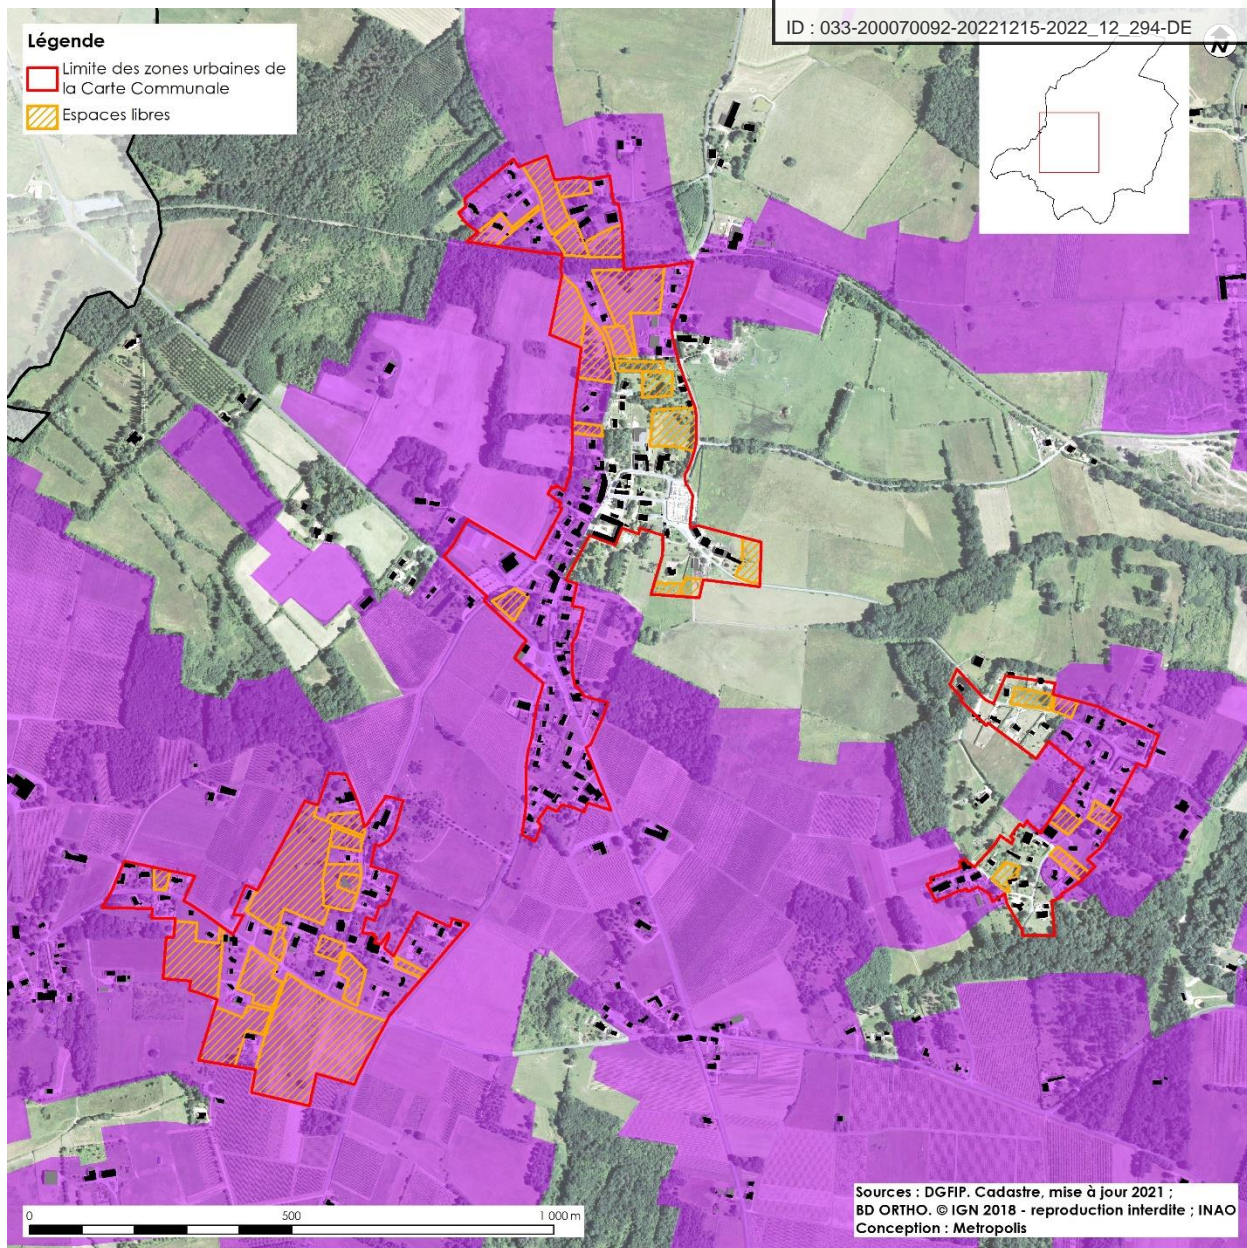 ID : 033-200070092-20221215-2022_12_294-DE
N
Légende
Limite des zones urbaines de
la Carte Communale
Espaces libres
0 500 1 000 m
Sources : DGFIP. Cadastre, mise à jour 2021 ;
BD ORTHO. © IGN 2018 - reproduction interdite ; INAO
Conception : Metropolis